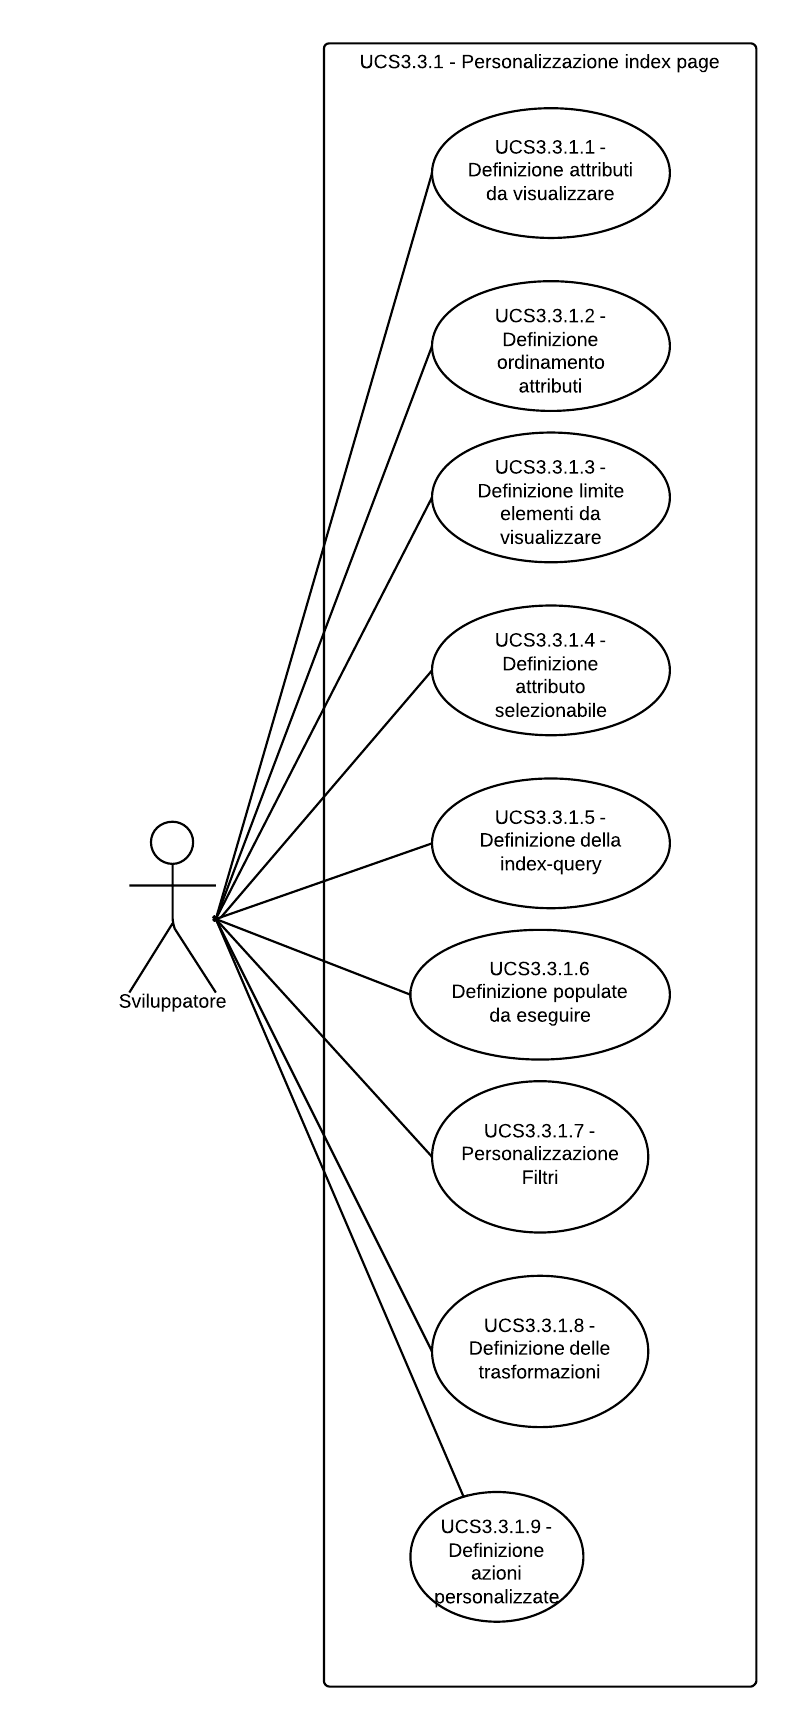 UCS3.3.1 - Personalizzazione index page
UCS3.3.1.1 -
Definizione attributi
da visualizzare
UCS3.3.1.2 -
Definizione
ordinamento
attributi
UCS3.3.1.3 -
Definizione limite
elementi da
visualizzare
UCS3.3.1.4 -
Definizione
attributo
selezionabile
UCS3.3.1.5 -
Definizione della
index-query
UCS3.3.1.6
Definizione populate
da eseguire
Sviluppatore
UCS3.3.1.7 -
Personalizzazione
Filtri
UCS3.3.1.8 -
Definizione delle
trasformazioni
UCS3.3.1.9 -
Definizione
azioni
personalizzate